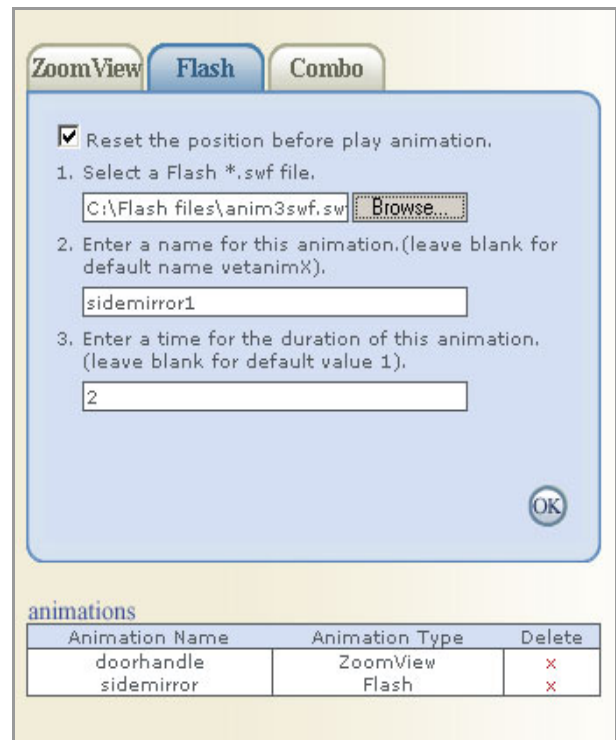 ZoomView Flash Combo
Reset the position before play animation.
1. Select a Flash *.swf file.
C:\Flash files\anim3swf.sw Browse...
2. Enter a name for this animation.(leave blank for
default name vetanimX).
sidemirror1
3. Enter a time for the duration of this animation.
(leave blank for default value 1).
2
OK
animations
Animation Name Animation Type Delete
doorhandle ZoomView x
sidemirror Flash x